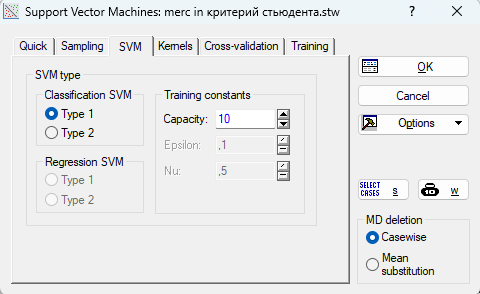 Support Vector Machines: merc in критерий стьюдента.stw
Quick Sampling SVM Kernels Cross-validation Training
SVM type
Classification SVM
Type 1
Type 2
Regression SVM
Type 1
Type 2
Training constants
Capacity: 10
Epsilon: ,1
Nu: ,5
OK
Cancel
Options
SELECT CASES S
W
MD deletion
Casewise
Mean substitution